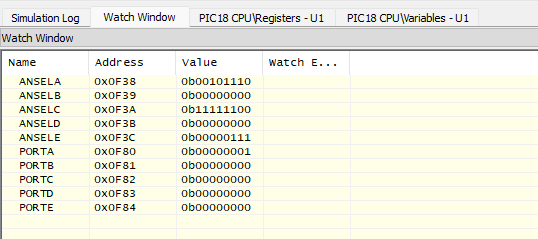 Simulation Log Watch Window PIC18 CPU\Registers - U1 PIC18 CPU\Variables - U1
Watch Window
Name Address Value Watch E...
ANSELA 0x0F38 0b00101110
ANSELB 0x0F39 0b00000000
ANSELC 0x0F3A 0b11111100
ANSELD 0x0F3B 0b00000000
ANSELE 0x0F3C 0b00000111
PORTA 0x0F80 0b00000001
PORTB 0x0F81 0b00000000
PORTC 0x0F82 0b00000000
PORTD 0x0F83 0b00000000
PORTE 0x0F84 0b00000000